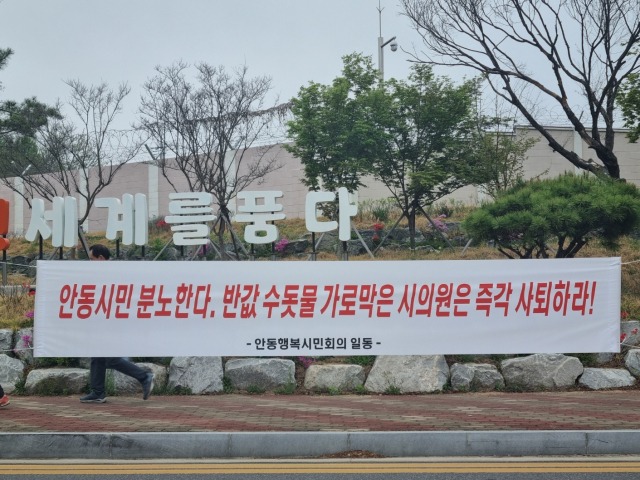 세계를 품다
안동시민 분노한다. 반값 수돗물 가로막은 시의원은 즉각 사퇴하라!
- 안동행복시민회의 일동 -